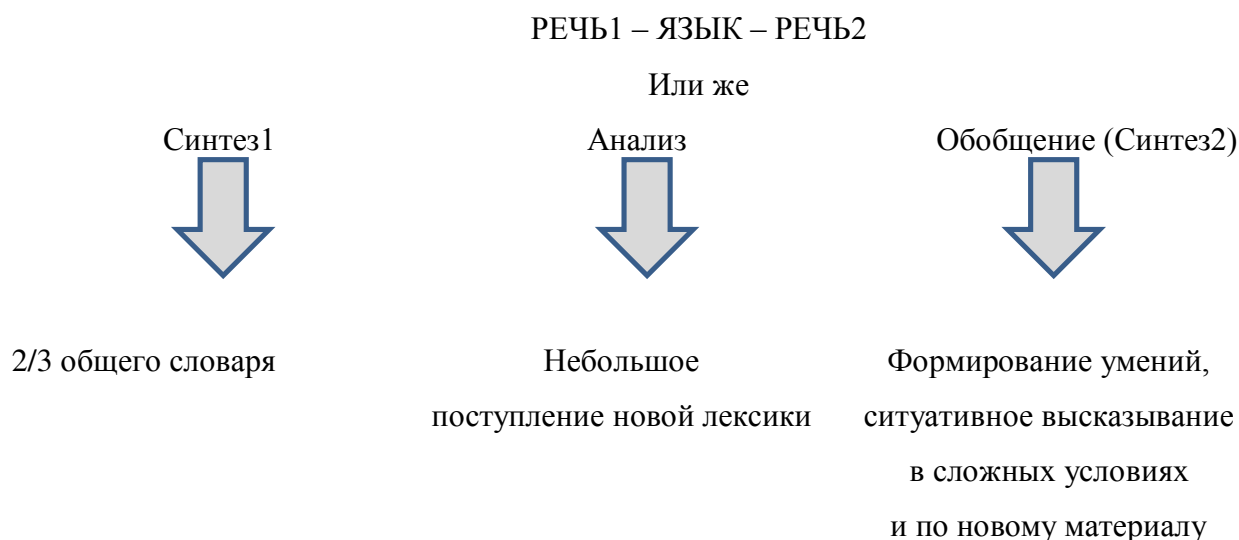 РЕЧЬ1 – ЯЗЫК – РЕЧЬ2
Или же
Синтез1 Анализ Обобщение (Синтез2)
2/3 общего словаря
Небольшое
поступление новой лексики
Формирование умений,
ситуативное высказывание
в сложных условиях
и по новому материалу